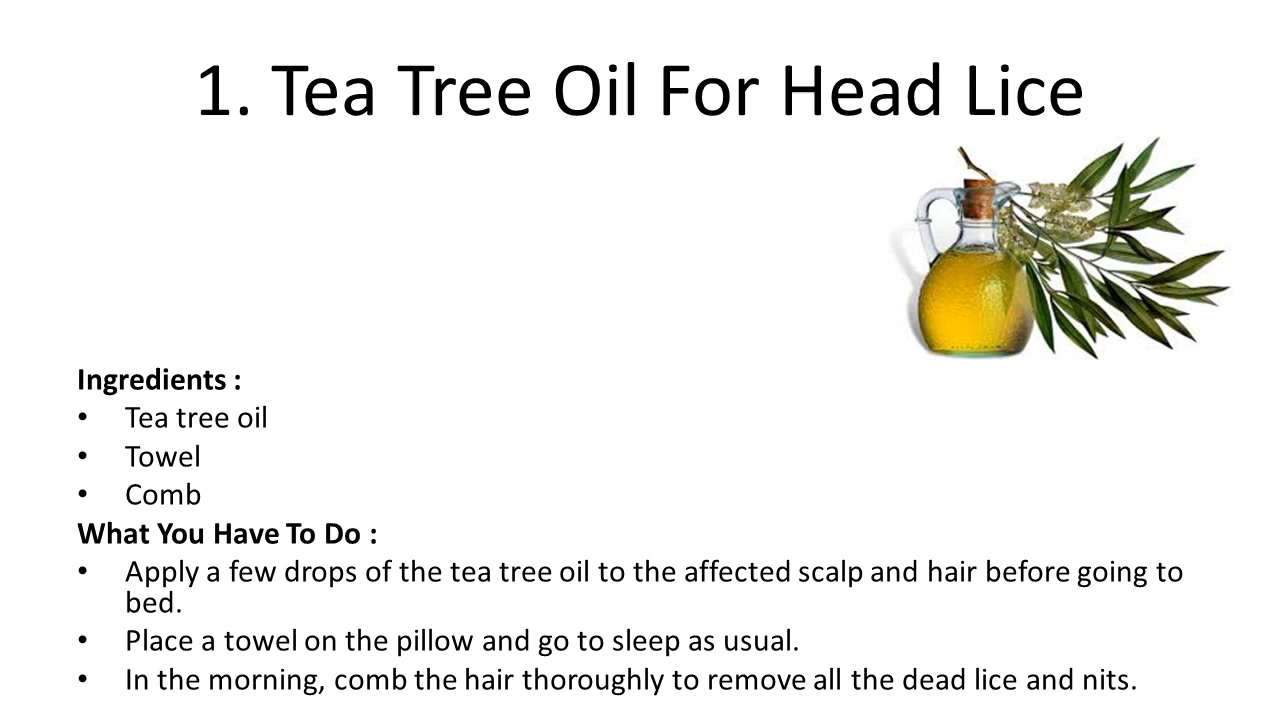 1. Tea Tree Oil For Head Lice
Ingredients :
• Tea tree oil
• Towel
• Comb
What You Have To Do :
• Apply a few drops of the tea tree oil to the affected scalp and hair before going to
bed.
• Place a towel on the pillow and go to sleep as usual.
• In the morning, comb the hair thoroughly to remove all the dead lice and nits.